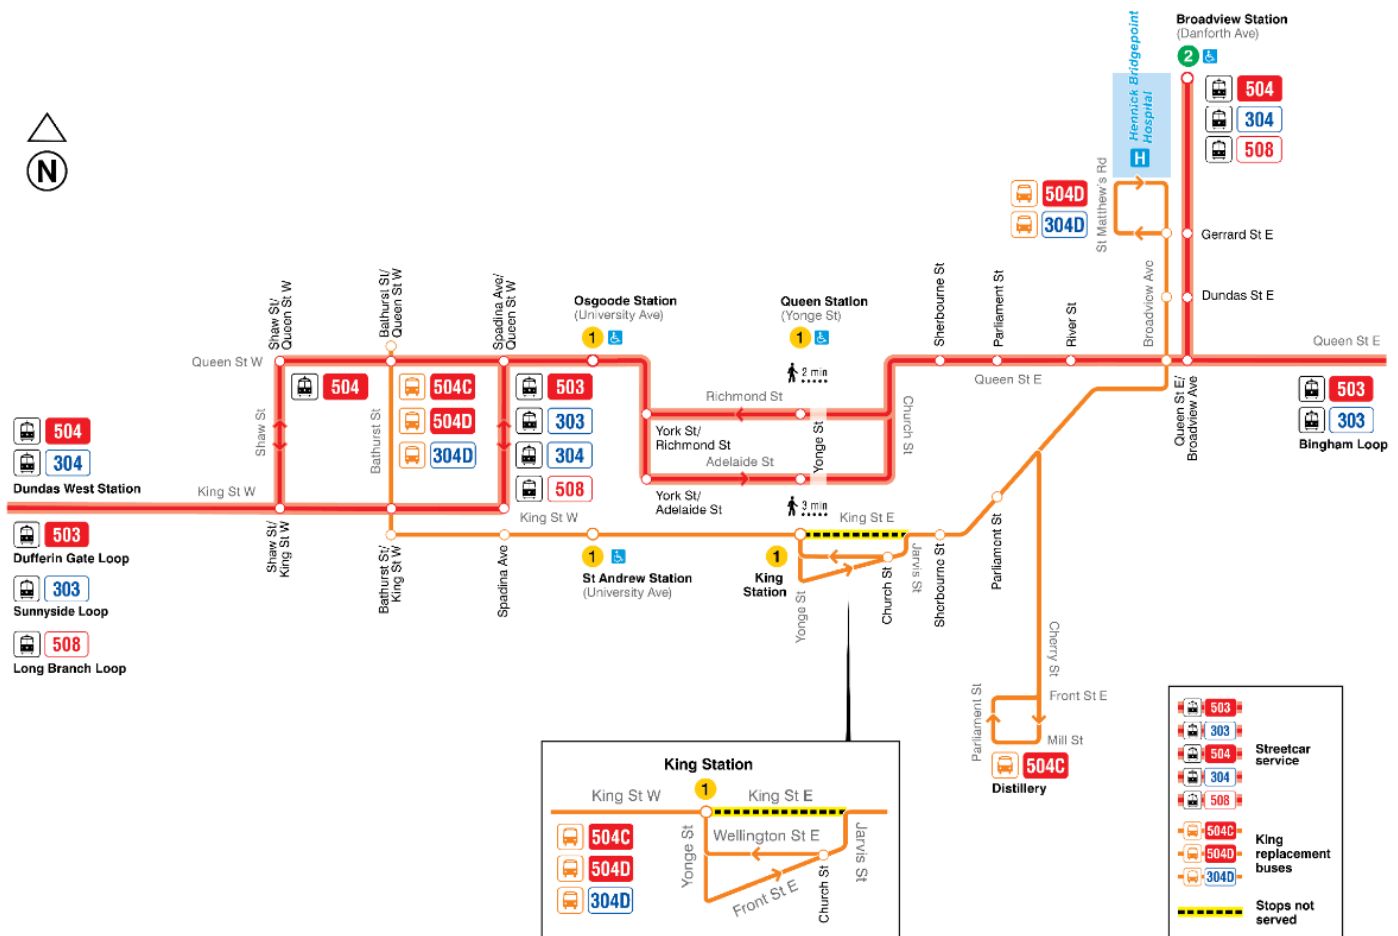 Broadview Station
(Danforth Ave)
2
504
304
508
Hennick Bridgepoint
Hospital
H
N
St Matthew's Rd
504D
304D
Gerrard St E
Dundas St E
Broadview Ave
Queen St E
Queen St E/
Broadview Ave
503
303
Bingham Loop
Shaw St/
Queen St W
Bathurst St/
Queen St W
Spadina Ave/
Queen St W
Osgoode Station
(University Ave)
1
Queen Station
(Yonge St)
1
2 min
Sherbourne St
Parliament St
River St
Queen St E
Queen St W
504
504C
504D
304D
503
303
304
508
Shaw St
Bathurst St
Richmond St
York St/
Richmond St
Adelaide St
York St/
Adelaide St
Yonge St
Church St
3 min
504
304
Dundas West Station
King St W
503
Dufferin Gate Loop
303
Sunnyside Loop
508
Long Branch Loop
Shaw St/
King St W
Bathurst St/
King St W
Spadina Ave
King St W
1
St Andrew Station
(University Ave)
King St E
1
King
Station
Yonge St
Church St
Jarvis St
Sherbourne St
Parliament St
Cherry St
Front St E
Parliament St
Mill St
504C
Distillery
King Station
1
King St W
King St E
504C
504D
304D
Yonge St
Wellington St E
Front St E
Church St
Jarvis St
503
303
504
304
508
Streetcar
service
504C
504D
304D
King
replacement
buses
Stops not
served